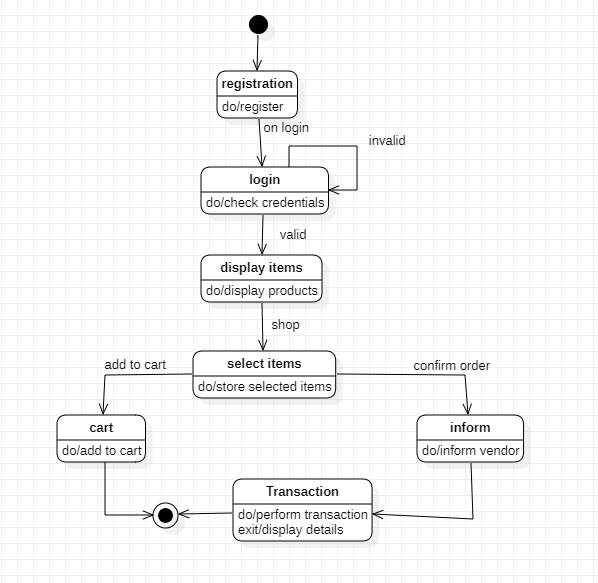 registration
do/register
on login
invalid
login
do/check credentials
valid
display items
do/display products
shop
select items
do/store selected items
add to cart
confirm order
cart
do/add to cart
inform
do/inform vendor
Transaction
do/perform transaction
exit/display details